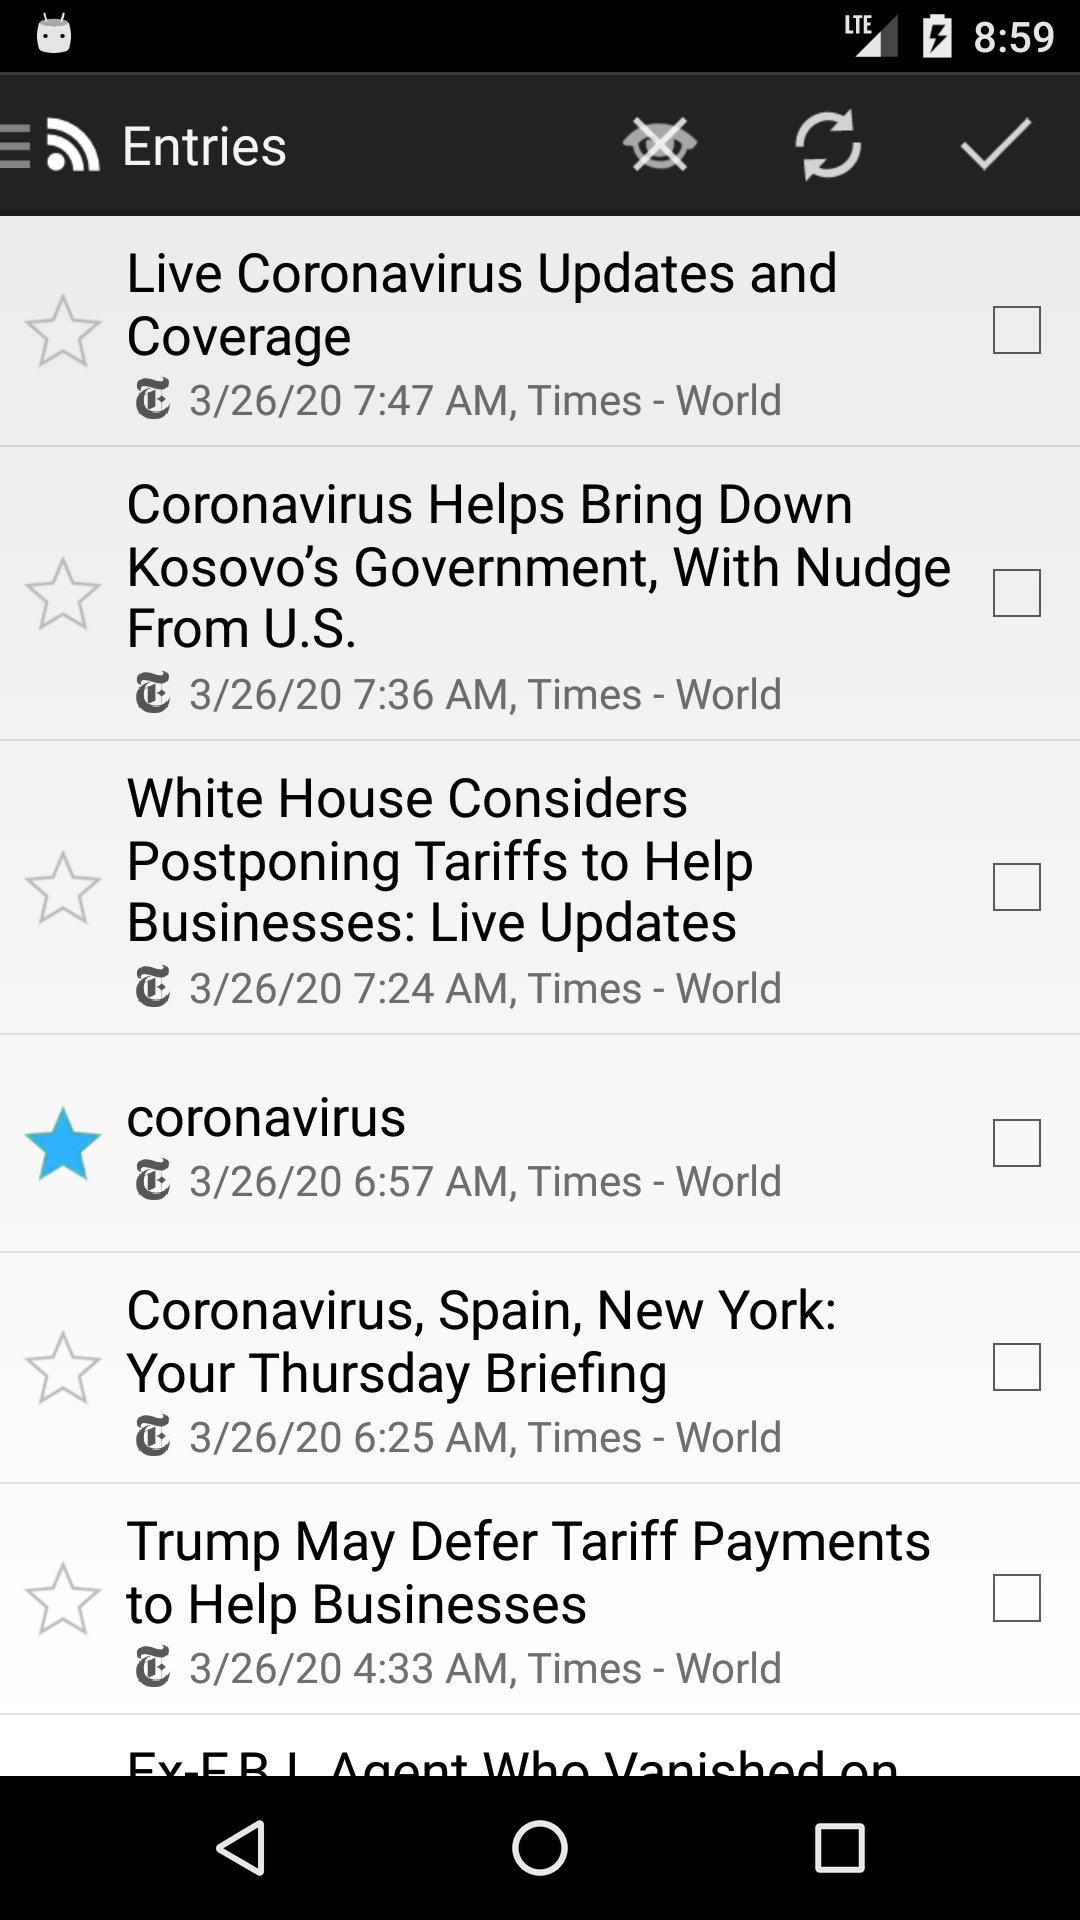 LTE 8:59
Entries
Live Coronavirus Updates and
Coverage
3/26/20 7:47 AM, Times - World
Coronavirus Helps Bring Down
Kosovo’s Government, With Nudge
From U.S.
3/26/20 7:36 AM, Times - World
White House Considers
Postponing Tariffs to Help
Businesses: Live Updates
3/26/20 7:24 AM, Times - World
coronavirus
3/26/20 6:57 AM, Times - World
Coronavirus, Spain, New York:
Your Thursday Briefing
3/26/20 6:25 AM, Times - World
Trump May Defer Tariff Payments
to Help Businesses
3/26/20 4:33 AM, Times - World
Ex-F.B.I. Agent Who Vanished on